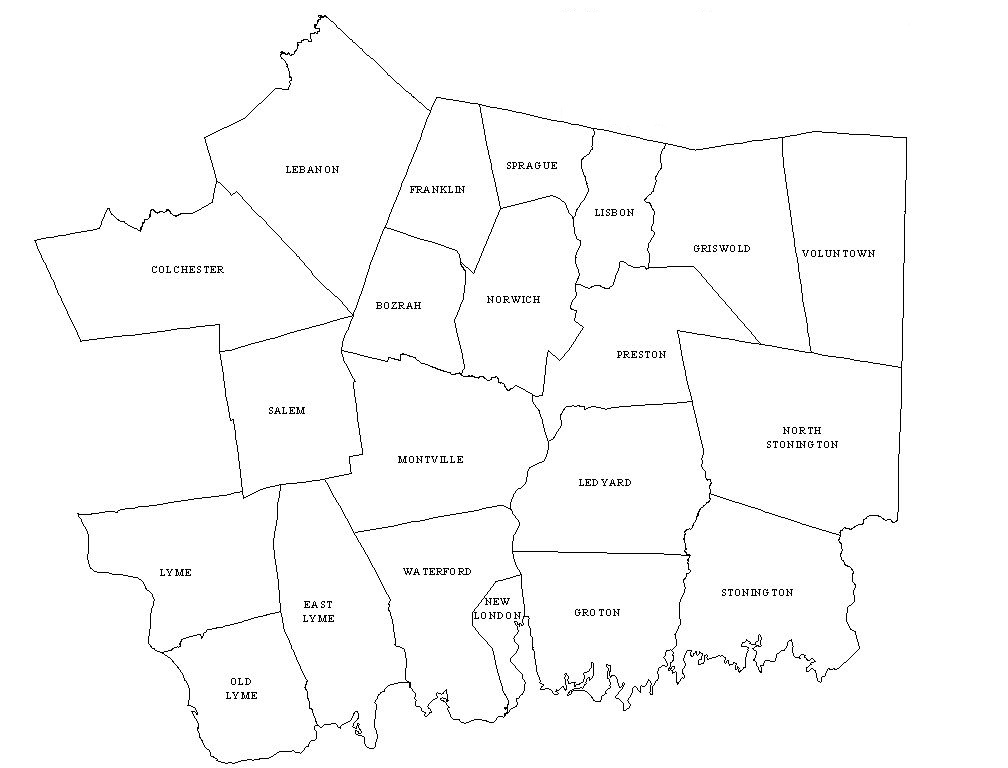 LEBANON
SPRAGUE
FRANKLIN
LISBON
COLCHESTER
GRISWOLD
VOLUNTOWN
BOZRAH
NORWICH
PRESTON
SALEM
NORTH
STONINGTON
MONTVILLE
LEDYARD
LYME
WATERFORD
STONINGTON
EAST
LYME
NEW
LONDON
GROTON
OLD
LYME